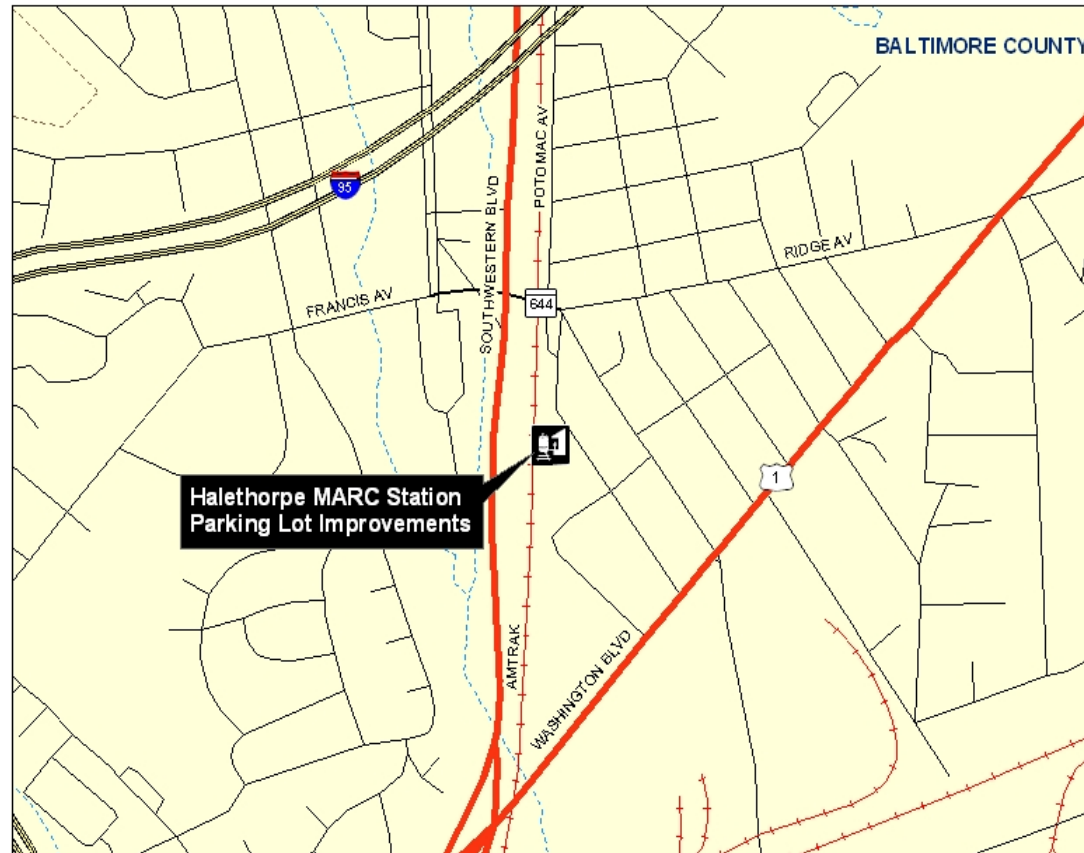 BALTIMORE COUNTY
POTOMAC AV
95
SOUTHWESTERN BLVD
RIDGE AV
FRANCIS AV
644
1
Halethorpe MARC Station
Parking Lot Improvements
AMTRAK
WASHINGTON BLVD